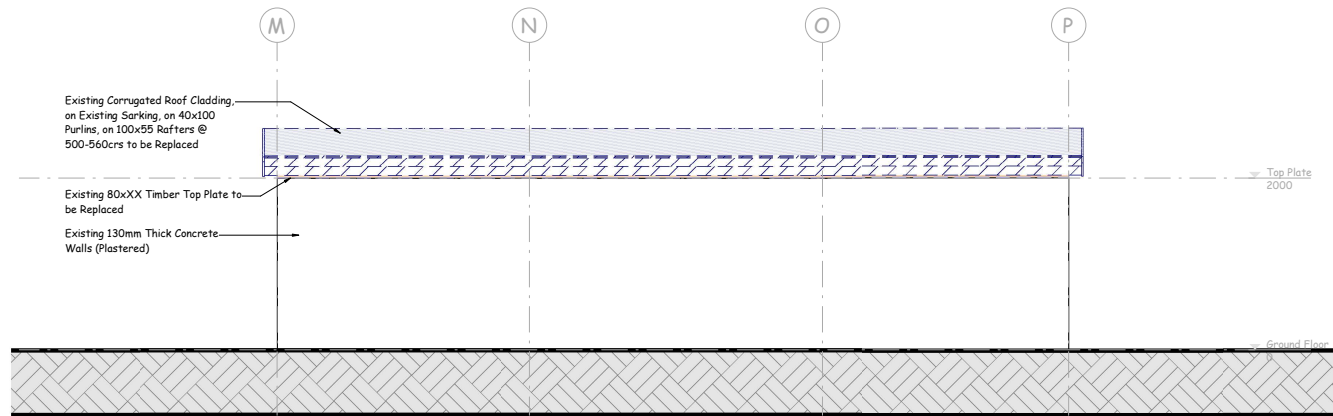 M N O P
Existing Corrugated Roof Cladding,
on Existing Sarking, on 40x100
Purlins, on 100x55 Rafters @
500-560crs to be Replaced
Top Plate
2000
Existing 80xXX Timber Top Plate to
be Replaced
Existing 130mm Thick Concrete
Walls (Plastered)
Ground Floor
0